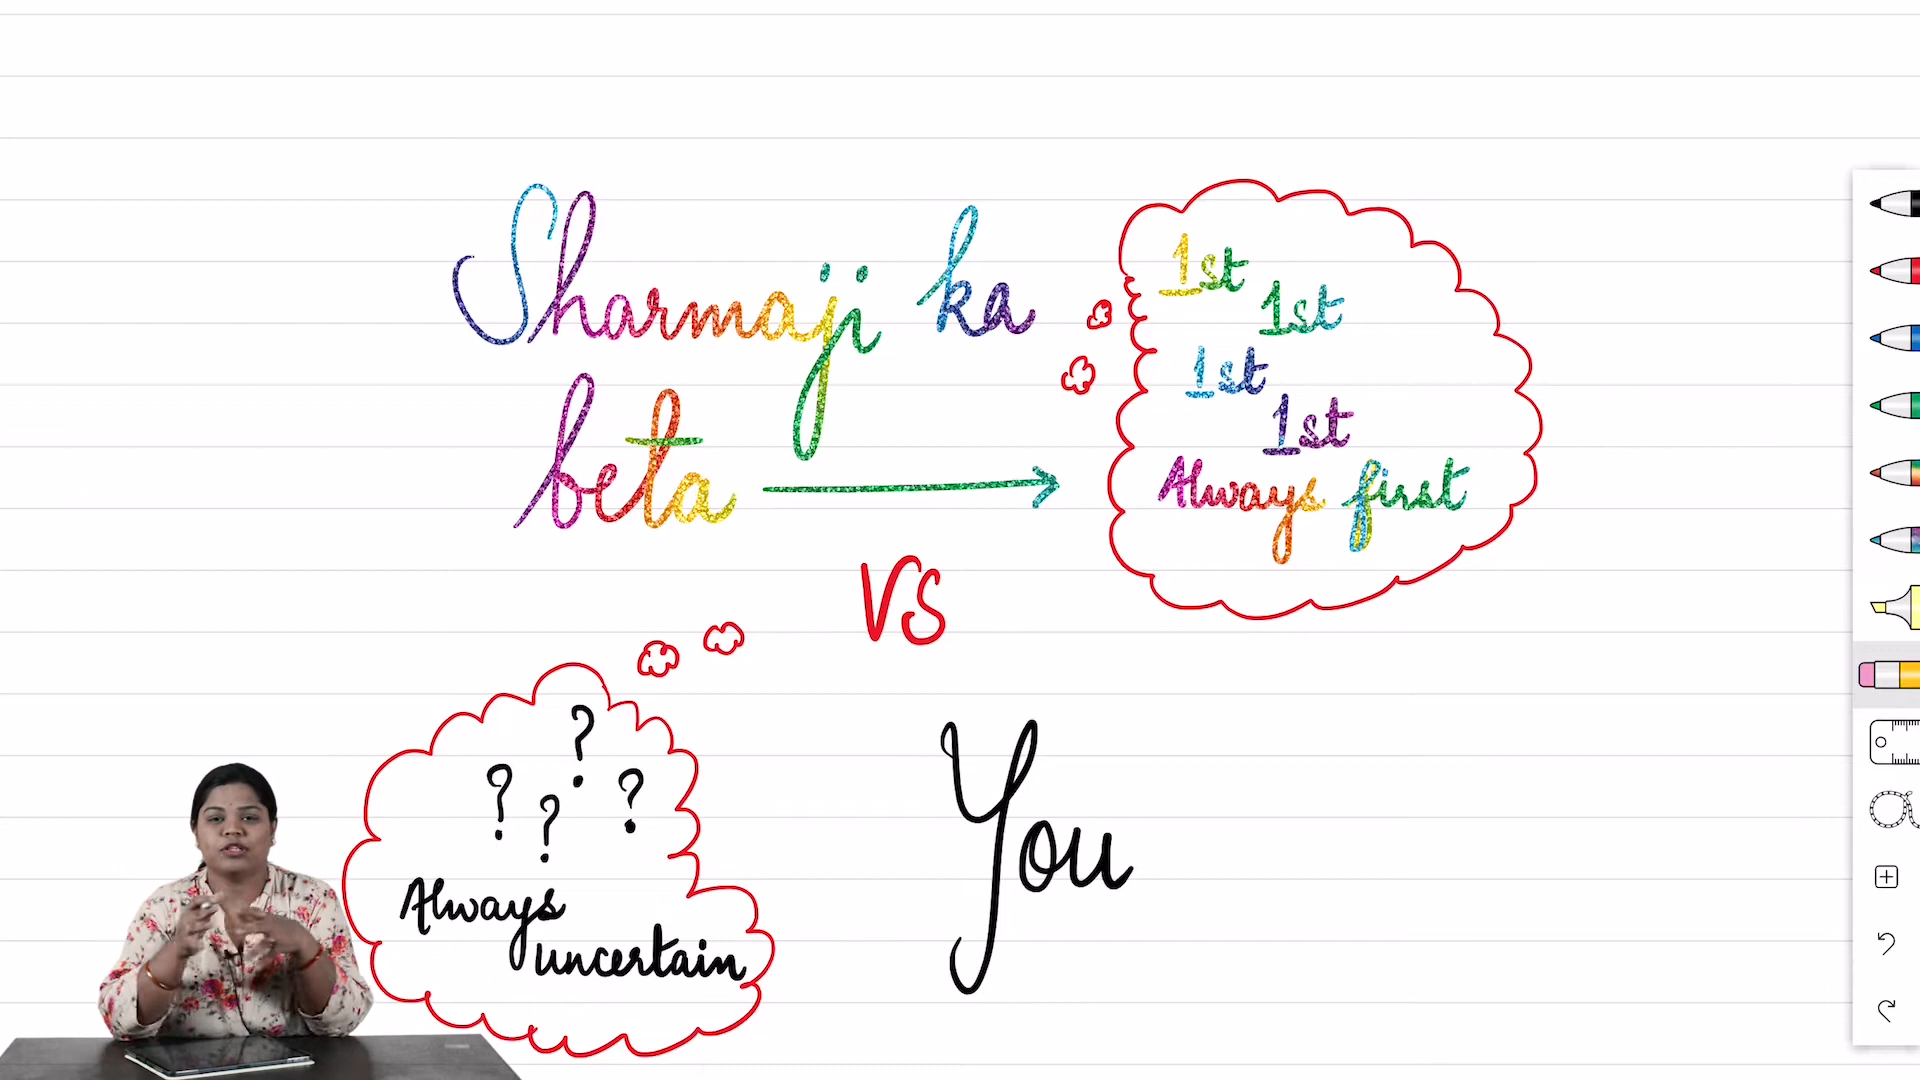 Sharmaji ka
beta
1st
1st
1st
1st
Always first
VS
?
? ? ?
Always
uncertain
You